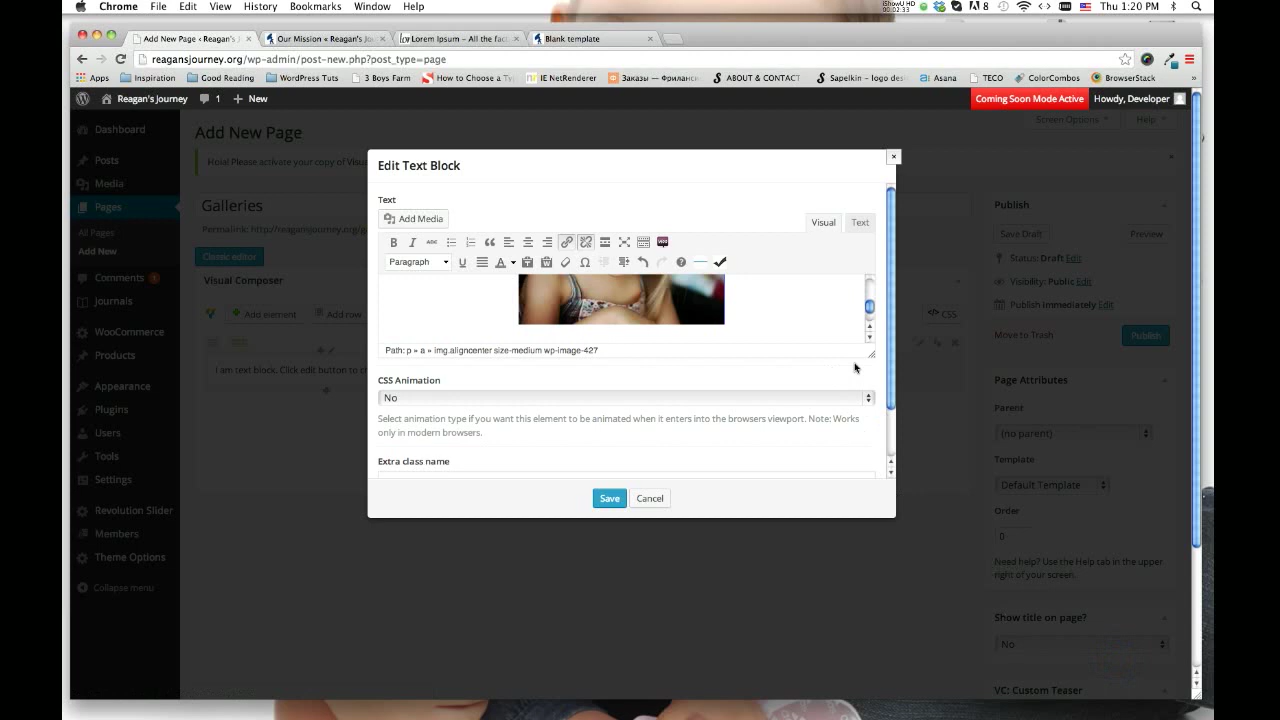 Chrome File Edit View History Bookmarks Window Help
iShowU HD
00:02:33
8 Thu 1:20 PM
Add New Page « Reagan's J
Our Mission « Reagan's Jo
Lorem Ipsum - All the fact
Blank template
reagansjourney.org/wp-admin/post-new.php?post_type=page
Apps Inspiration Good Reading WordPress Tuts 3 Boys Farm How to Choose a Ty IE NetRenderer Заказы — Фриланс ABOUT & CONTACT Sapelkin - logo desi Asana TECO ColorCombos BrowserStack »
Reagan's Journey 1 + New Coming Soon Mode Active Howdy, Developer
Dashboard
Posts
Media
Pages
All Pages
Add New
Comments
Journals
WooCommerce
Products
Appearance
Plugins
Users
Tools
Settings
Revolution Slider
Members
Theme Options
Collapse menu
Add New Page
Screen Options Help
Hola! Please activate your copy of Visua
Galleries
Permalink: http://reagansjourney.org/g
Classic editor
Visual Composer
Add element Add row
</> CSS
I am text block. Click edit button to ch
Edit Text Block
Text
Add Media
Visual Text
B I ABC
Paragraph U A Ω
Path: p » a » img.aligncenter size-medium wp-image-427
CSS Animation
No
Select animation type if you want this element to be animated when it enters into the browsers viewport. Note: Works
only in modern browsers.
Extra class name
Save Cancel
Publish
Save Draft Preview
Status: Draft Edit
Visibility: Public Edit
Publish immediately Edit
Move to Trash Publish
Page Attributes
Parent
(no parent)
Template
Default Template
Order
0
Need help? Use the Help tab in the upper
right of your screen.
Show title on page?
No
VC: Custom Teaser